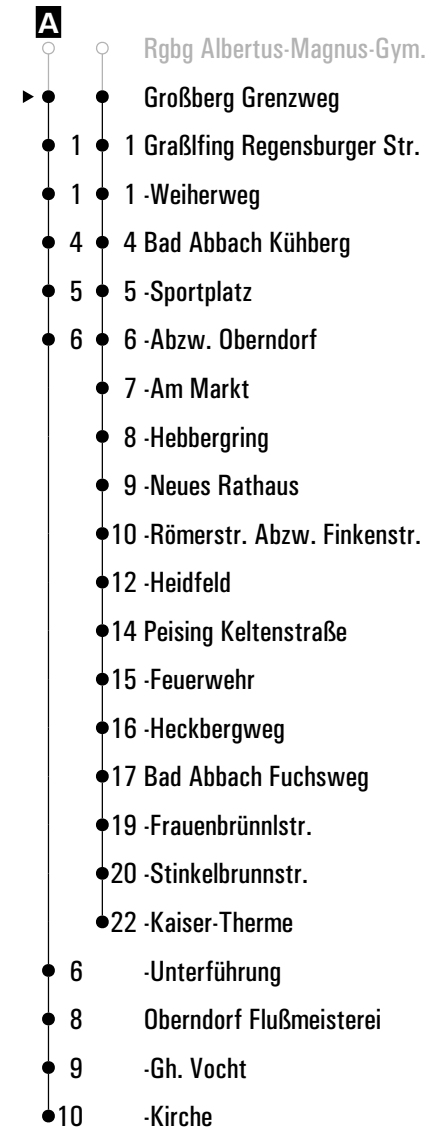 A
Rgbg Albertus-Magnus-Gym.
Großberg Grenzweg
1 1 Graßlfing Regensburger Str.
1 1 -Weiherweg
4 4 Bad Abbach Kühberg
5 5 -Sportplatz
6 6 -Abzw. Oberndorf
7 -Am Markt
8 -Hebbergring
9 -Neues Rathaus
10 -Römerstr. Abzw. Finkenstr.
12 -Heidfeld
14 Peising Keltenstraße
15 -Feuerwehr
16 -Heckbergweg
17 Bad Abbach Fuchsweg
19 -Frauenbrünnlstr.
20 -Stinkelbrunnstr.
22 -Kaiser-Therme
6 -Unterführung
8 Oberndorf Flußmeisterei
9 -Gh. Vocht
10 -Kirche